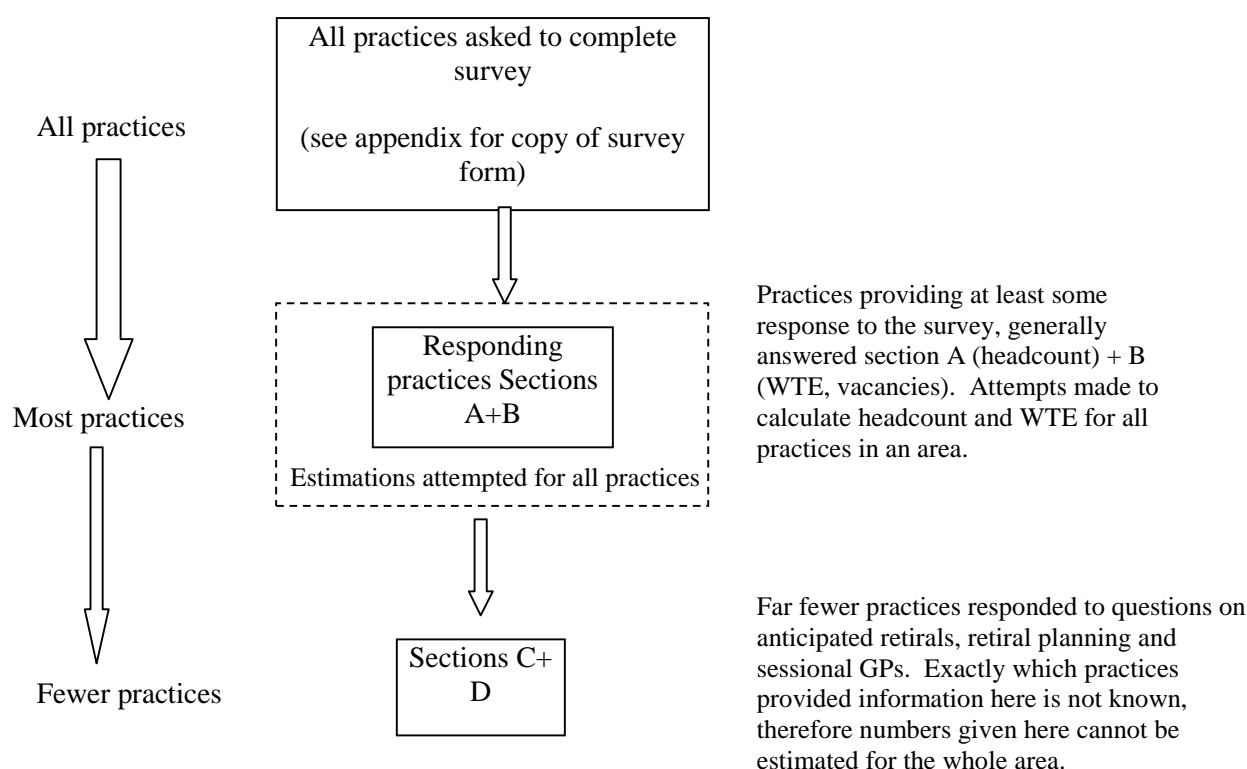 All practices asked to complete
survey
(see appendix for copy of survey
form)
All practices
Most practices
Fewer practices
Responding
practices Sections
A+B
Estimations attempted for all practices
Practices providing at least some
response to the survey, generally
answered section A (headcount) + B
(WTE, vacancies).  Attempts made to
calculate headcount and WTE for all
practices in an area.
Sections C+
D
Far fewer practices responded to questions on
anticipated retirals, retiral planning and
sessional GPs.  Exactly which practices
provided information here is not known,
therefore numbers given here cannot be
estimated for the whole area.